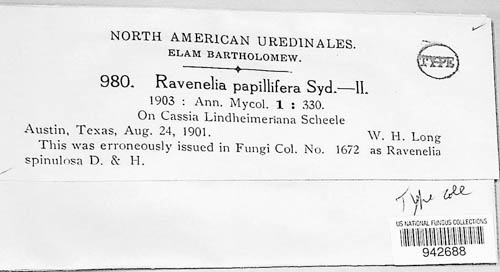 NORTH AMERICAN UREDINALES.
ELAM BARTHOLOMEW.
TYPE
980. Ravenelia papillifera Syd.—II.
1903 : Ann. Mycol. 1 : 330.
On Cassia Lindheimeriana Scheele
Austin, Texas, Aug. 24, 1901. W. H. Long
This was erroneously issued in Fungi Col. No. 1672 as Ravenelia
spinulosa D. & H.
Type coll
US NATIONAL FUNGUS COLLECTIONS
942688